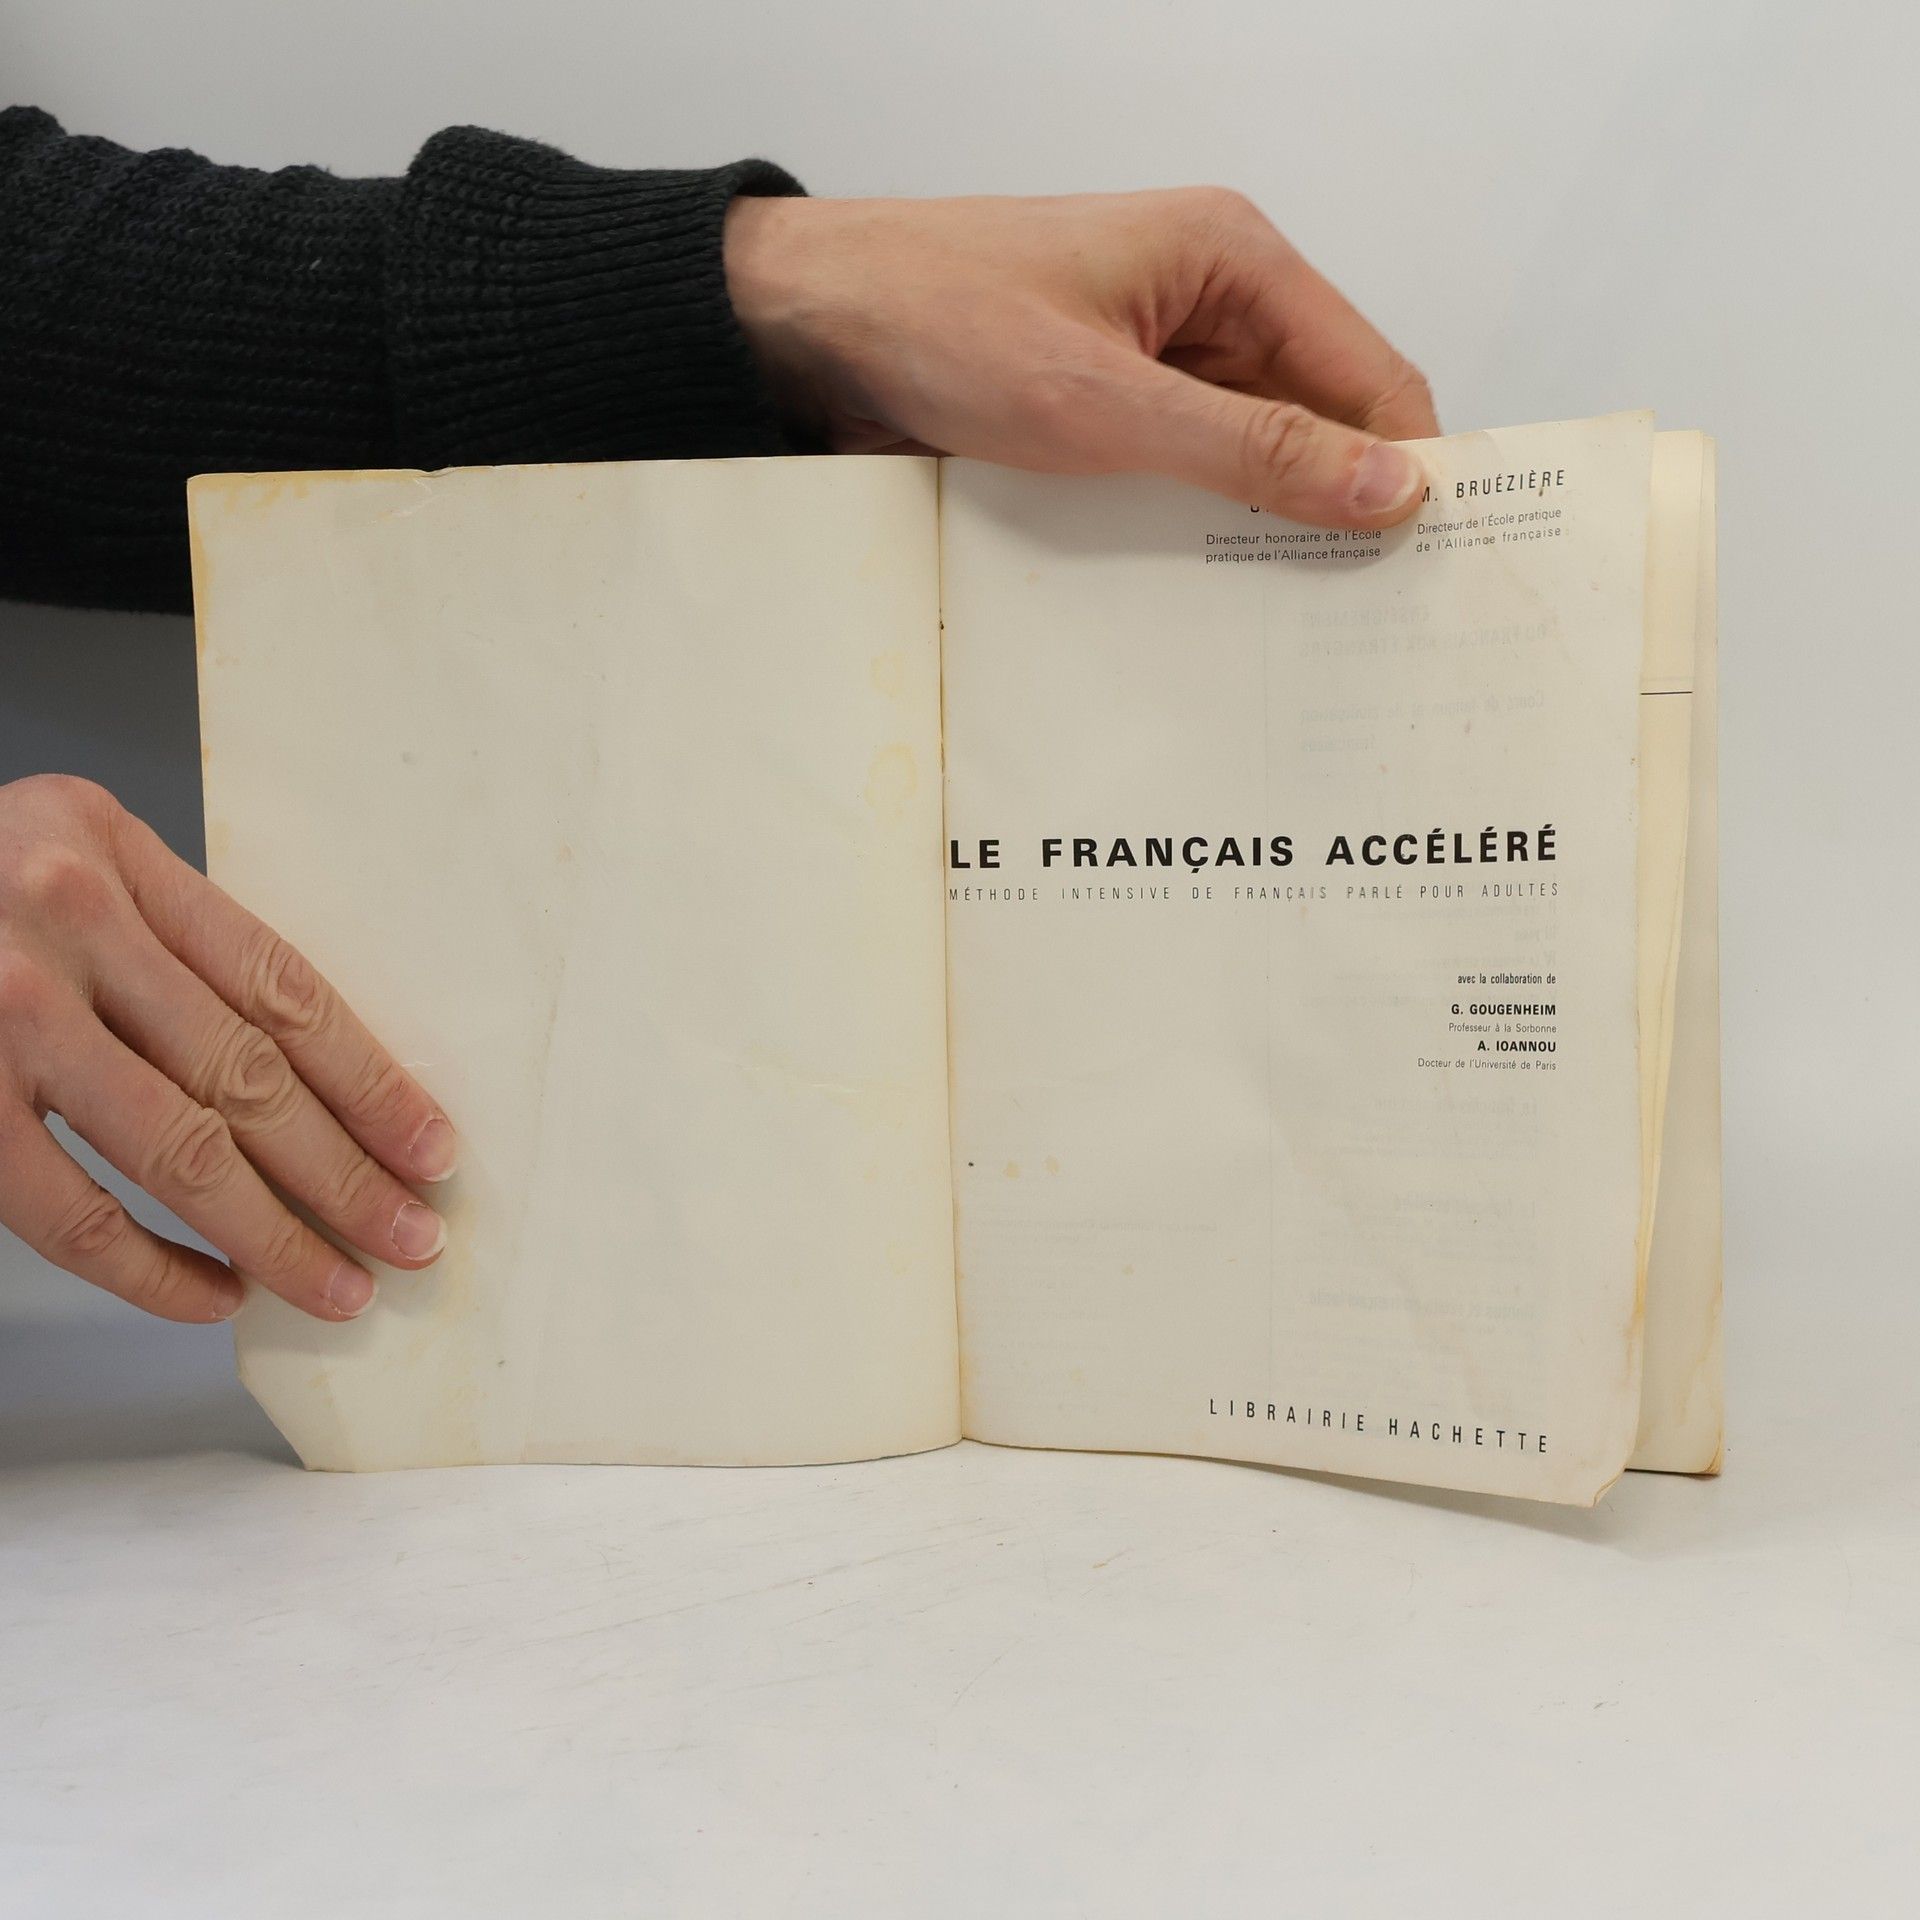 M. BRUÉZIÈRE
Directeur honoraire de l'École
pratique de l'Alliance française
Directeur de l'École pratique
de l'Alliance française
LE FRANÇAIS ACCÉLÉRÉ
MÉTHODE INTENSIVE DE FRANÇAIS PARLÉ POUR ADULTES
avec la collaboration de
G. GOUGENHEIM
Professeur à la Sorbonne
A. IOANNOU
Docteur de l'Université de Paris
LIBRAIRIE HACHETTE